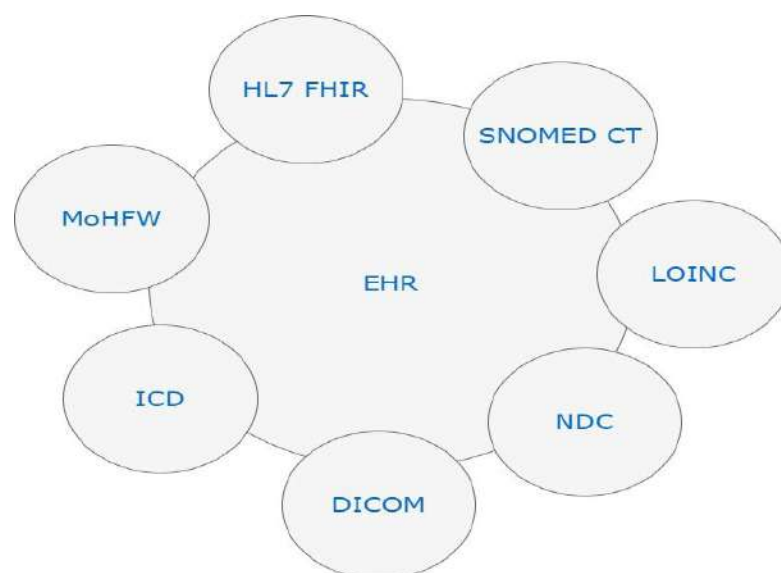 HL7 FHIR
SNOMED CT
MoHFW
LOINC
EHR
ICD
NDC
DICOM